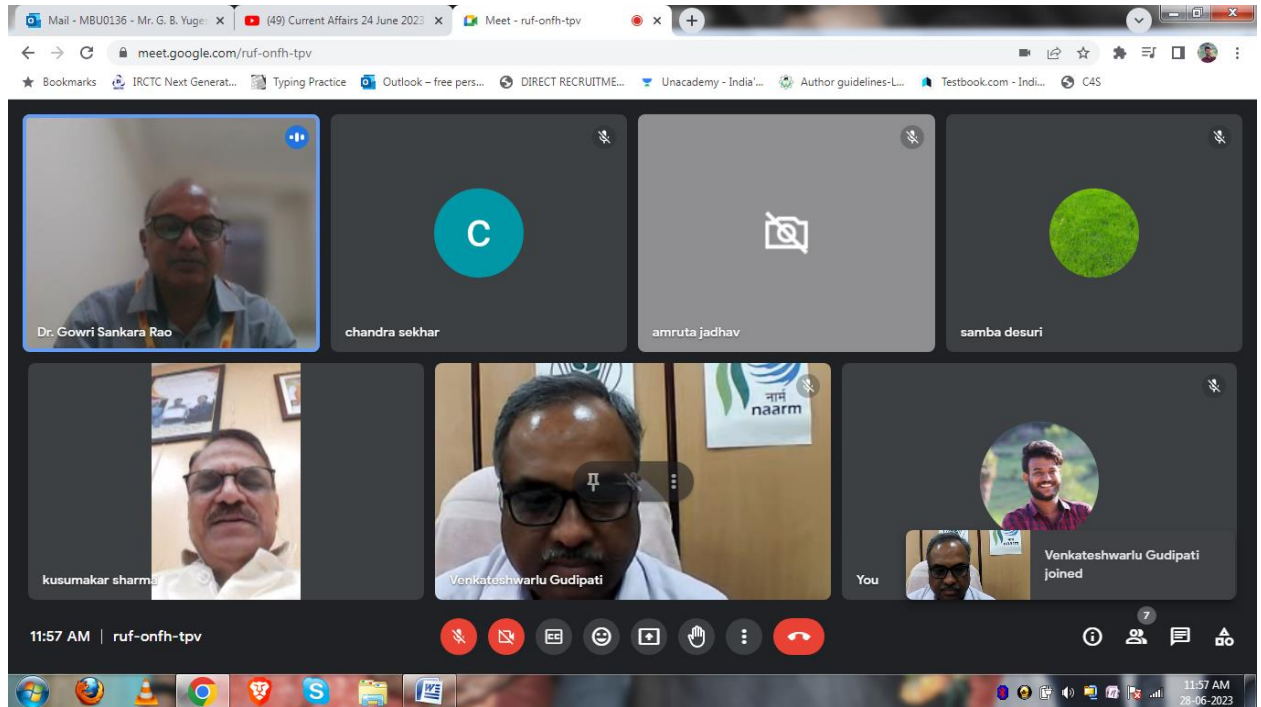 Mail - MBU0136 - Mr. G. B. Yuge
(49) Current Affairs 24 June 2023
Meet - ruf-onfh-tpv
meet.google.com/ruf-onfh-tpv
Bookmarks IRCTC Next Generat... Typing Practice Outlook – free pers... DIRECT RECRUITME... Unacademy - India'... Author guidelines-L... Testbook.com - Indi... C4S
Dr. Gowri Sankara Rao
C
chandra sekhar
amruta jadhav
samba desuri
kusumakar sharma
नार्म
naarm
Venkateshwarlu Gudipati
You
Venkateshwarlu Gudipati
joined
11:57 AM | ruf-onfh-tpv
CC
7
S
W
11:57 AM
28-06-2023